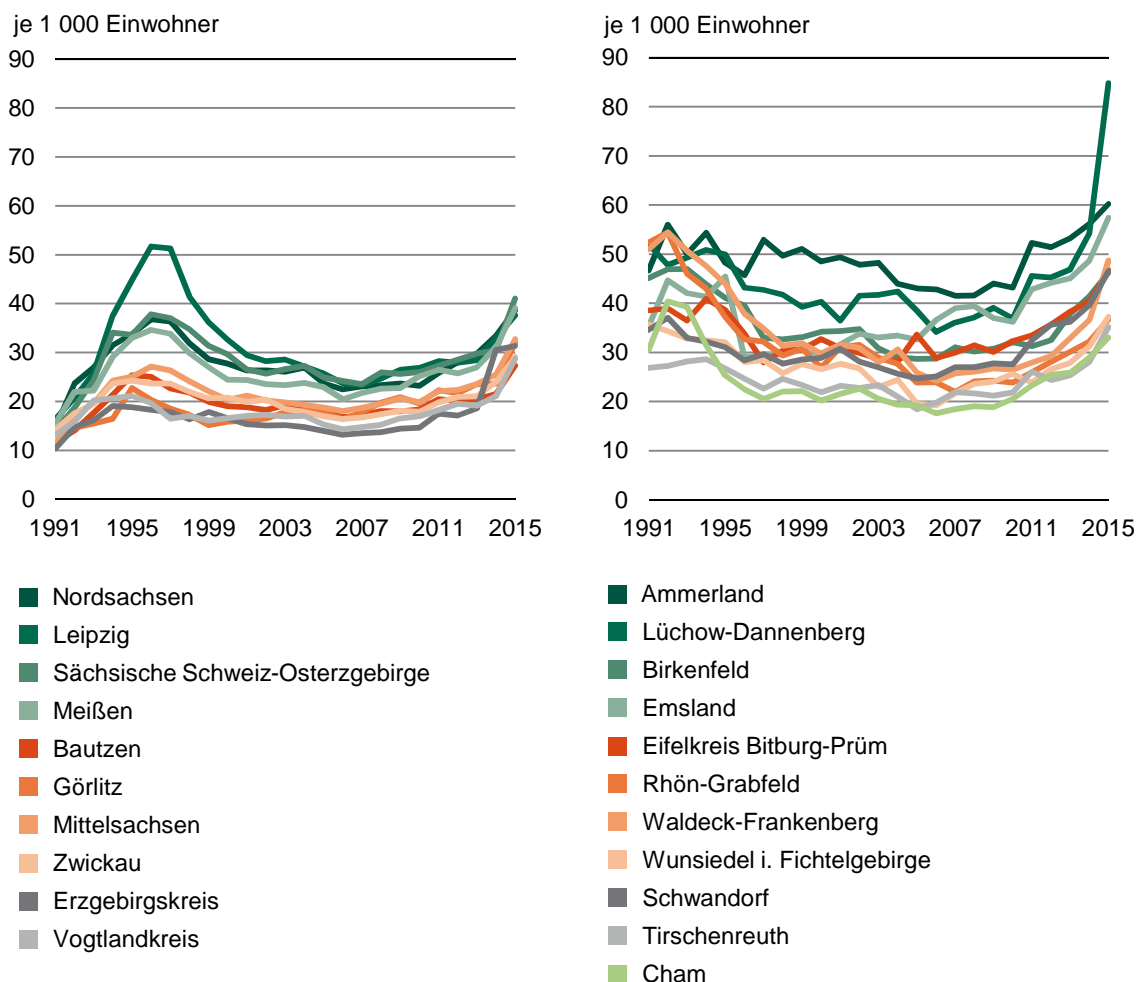 je 1 000 Einwohner
90
80
70
60
50
40
30
20
10
0
1991 1995 1999 2003 2007 2011 2015
Nordsachsen
Leipzig
Sächsische Schweiz-Osterzgebirge
Meißen
Bautzen
Görlitz
Mittelsachsen
Zwickau
Erzgebirgskreis
Vogtlandkreis
je 1 000 Einwohner
90
80
70
60
50
40
30
20
10
0
1991 1995 1999 2003 2007 2011 2015
Ammerland
Lüchow-Dannenberg
Birkenfeld
Emsland
Eifelkreis Bitburg-Prüm
Rhön-Grabfeld
Waldeck-Frankenberg
Wunsiedel i. Fichtelgebirge
Schwandorf
Tirschenreuth
Cham